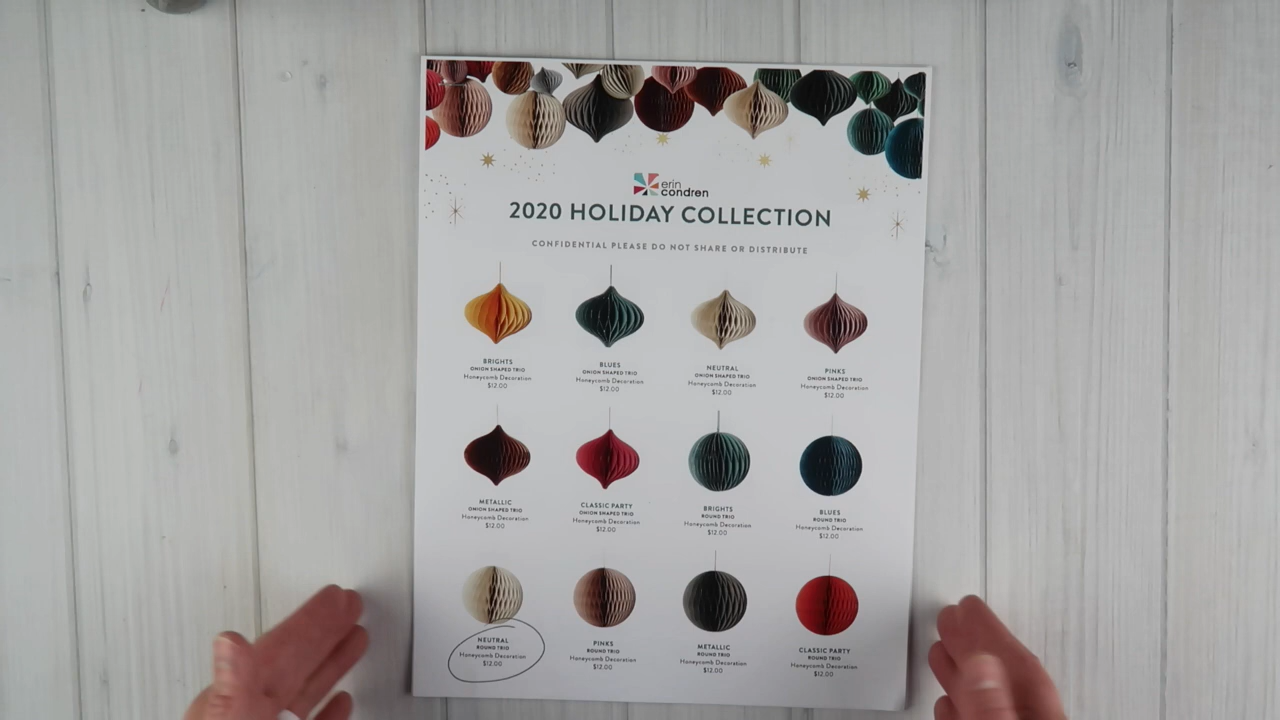 erin
condren
2020 HOLIDAY COLLECTION
CONFIDENTIAL PLEASE DO NOT SHARE OR DISTRIBUTE
BRIGHTS
ONION SHAPED TRIO
Honeycomb Decoration
$12.00
BLUES
ONION SHAPED TRIO
Honeycomb Decoration
$12.00
NEUTRAL
ONION SHAPED TRIO
Honeycomb Decoration
$12.00
PINKS
ONION SHAPED TRIO
Honeycomb Decoration
$12.00
METALLIC
ONION SHAPED TRIO
Honeycomb Decoration
$12.00
CLASSIC PARTY
ONION SHAPED TRIO
Honeycomb Decoration
$12.00
BRIGHTS
ROUND TRIO
Honeycomb Decoration
$12.00
BLUES
ROUND TRIO
Honeycomb Decoration
$12.00
NEUTRAL
ROUND TRIO
Honeycomb Decoration
$12.00
PINKS
ROUND TRIO
Honeycomb Decoration
$12.00
METALLIC
ROUND TRIO
Honeycomb Decoration
$12.00
CLASSIC PARTY
ROUND TRIO
Honeycomb Decoration
$12.00